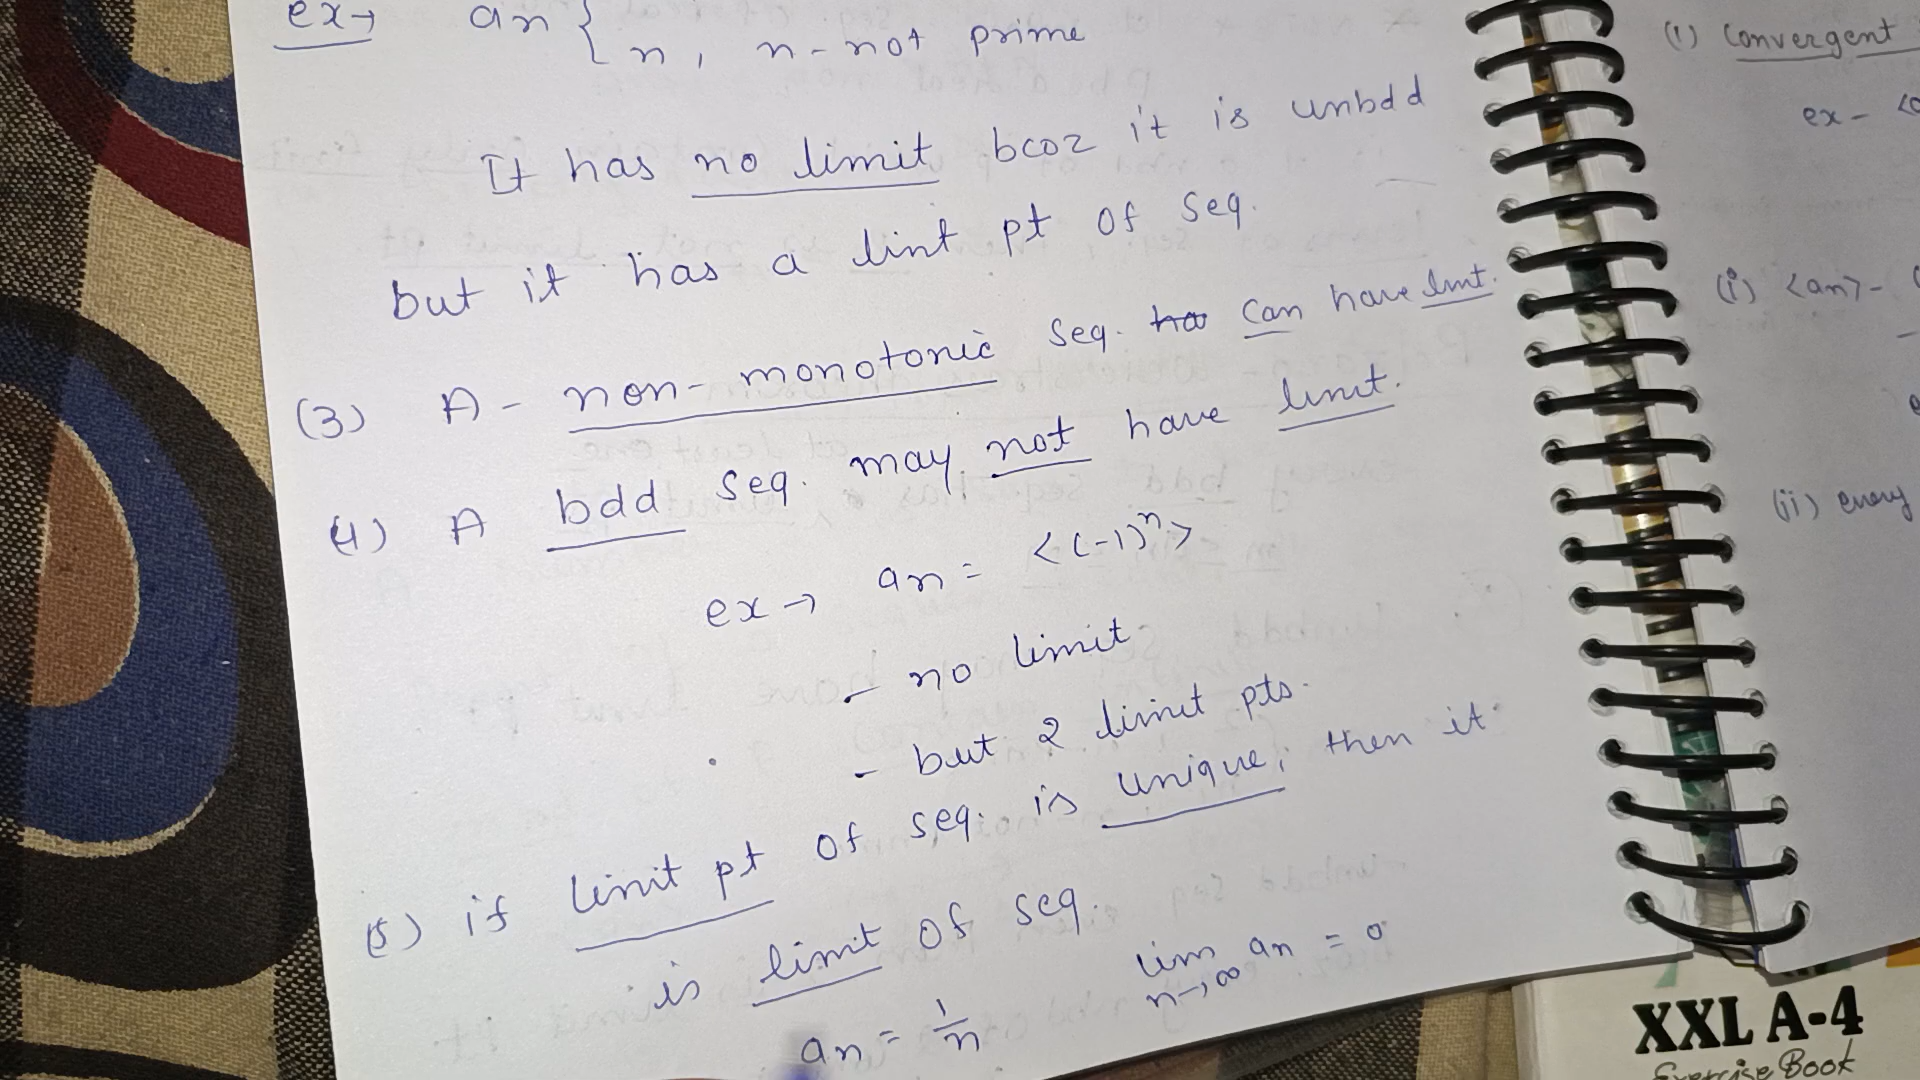 ex→ an {
n, n-not prime
It has no limit bcoz it is unbdd
but it has a limt pt of seq.
(3) A - non-monotonic seq. can have lmt.
(4) A bdd seq. may not have limit.
ex→ an = <(-1)ⁿ>
- no limit
- but 2 limit pts.
(5) if limit pt of seq. is unique, then it
is limit of seq.
an = 1/n lim n→∞ an = 0
(1) convergent
ex-
(i) <an> -
(ii) every
XXL A-4
Exercise Book